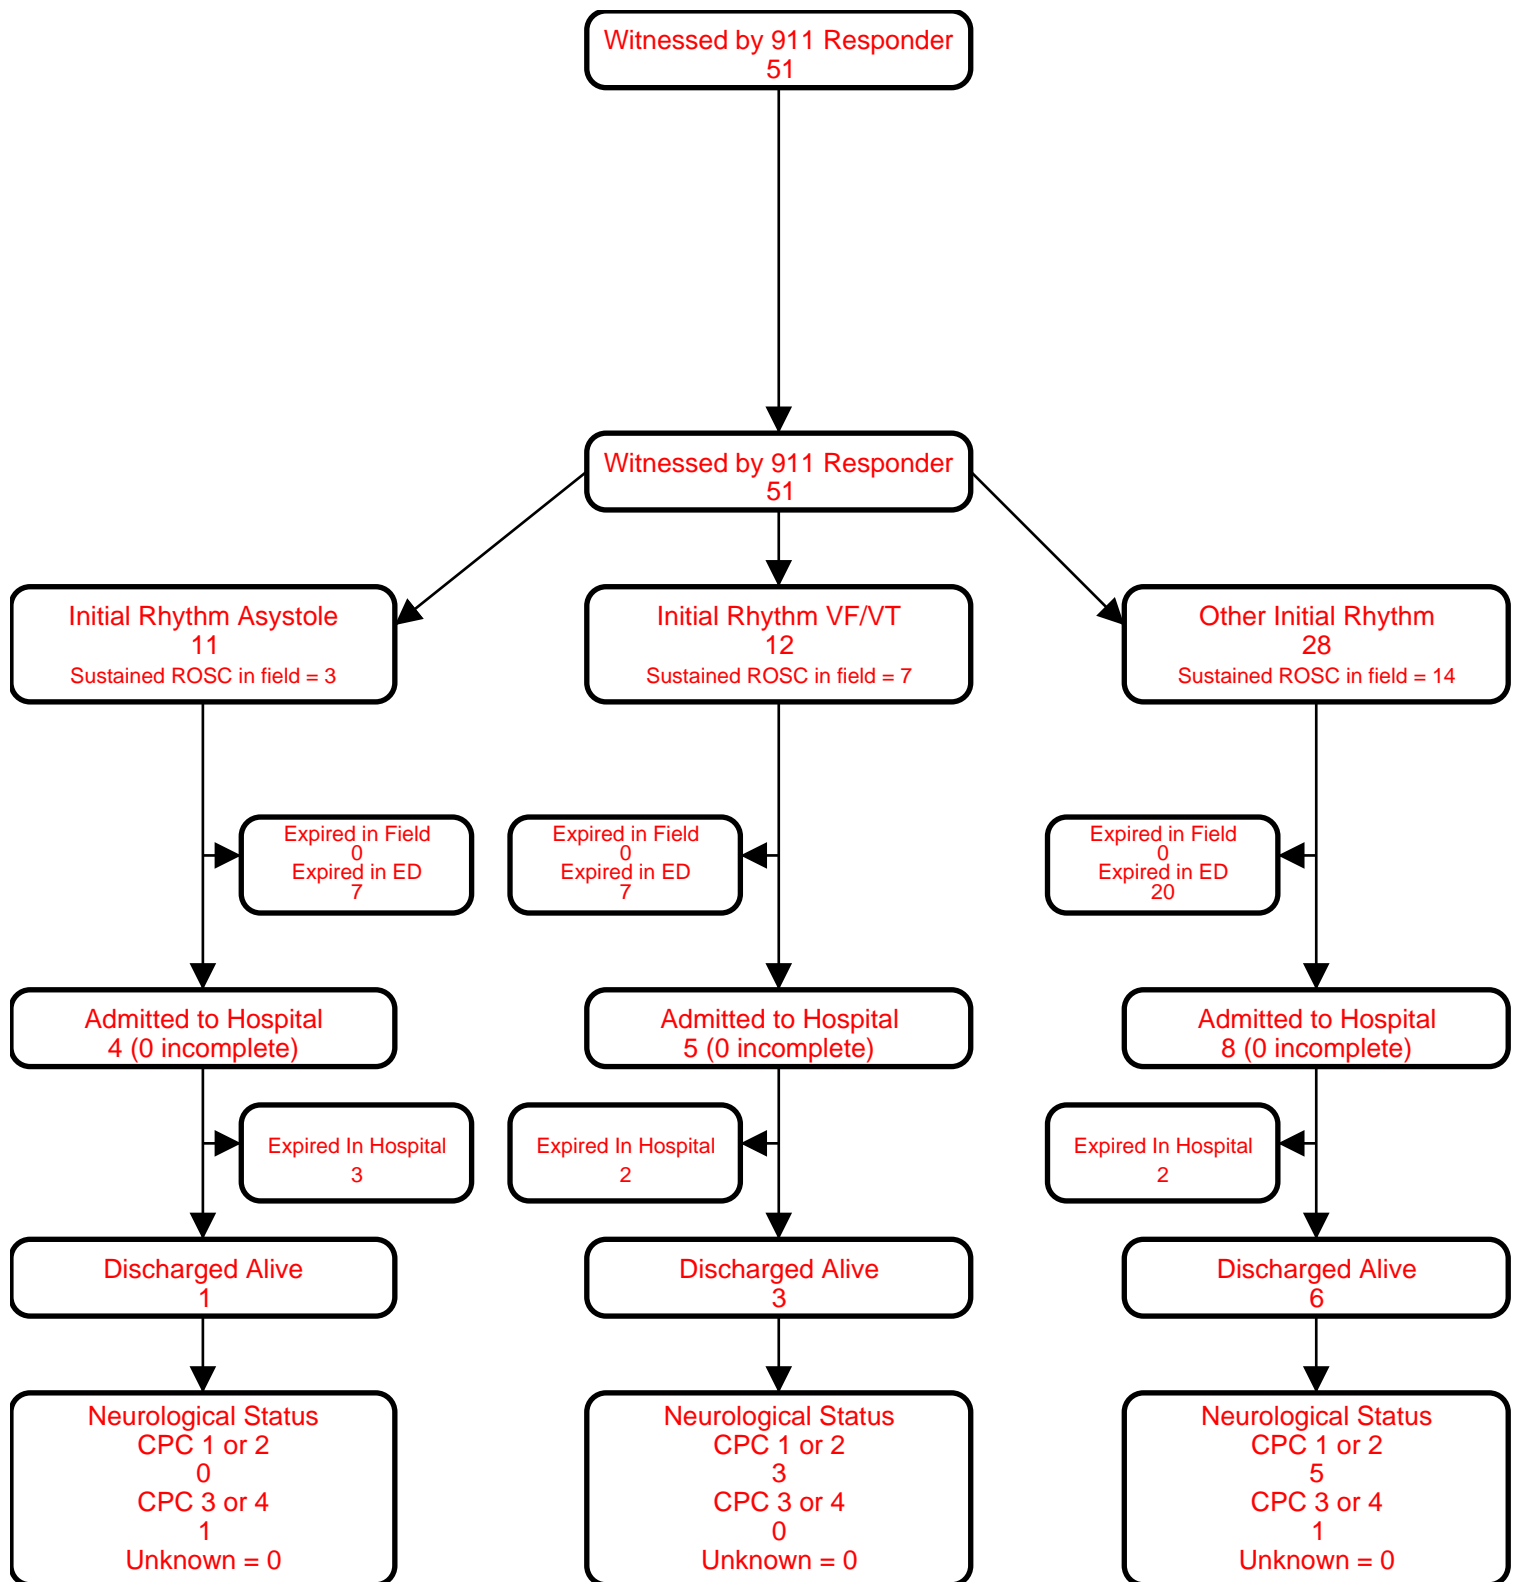 Witnessed by 911 Responder
51
Witnessed by 911 Responder
51
Initial Rhythm Asystole
11
Sustained ROSC in field = 3
Initial Rhythm VF/VT
12
Sustained ROSC in field = 7
Other Initial Rhythm
28
Sustained ROSC in field = 14
Expired in Field
0
Expired in ED
7
Expired in Field
0
Expired in ED
7
Expired in Field
0
Expired in ED
20
Admitted to Hospital
4 (0 incomplete)
Admitted to Hospital
5 (0 incomplete)
Admitted to Hospital
8 (0 incomplete)
Expired In Hospital
3
Expired In Hospital
2
Expired In Hospital
2
Discharged Alive
1
Discharged Alive
3
Discharged Alive
6
Neurological Status
CPC 1 or 2
0
CPC 3 or 4
1
Unknown = 0
Neurological Status
CPC 1 or 2
3
CPC 3 or 4
0
Unknown = 0
Neurological Status
CPC 1 or 2
5
CPC 3 or 4
1
Unknown = 0